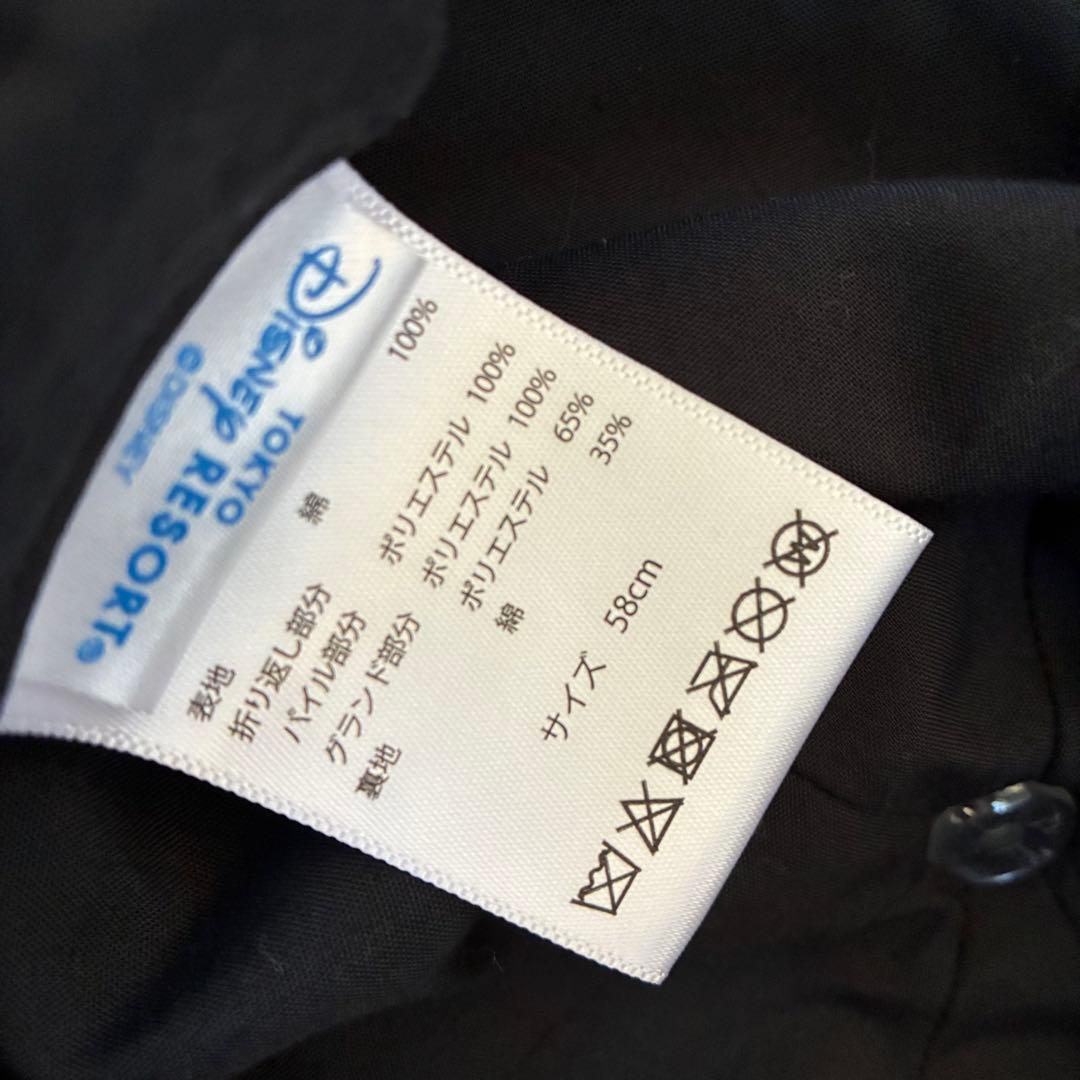 Disney
TOKYO
RESORT®
©DISNEY
表地 綿 100%
折り返し部分
パイル部分 ポリエステル 100%
グランド部分 ポリエステル 100%
裏地 ポリエステル 65%
綿 35%
サイズ 58cm
W